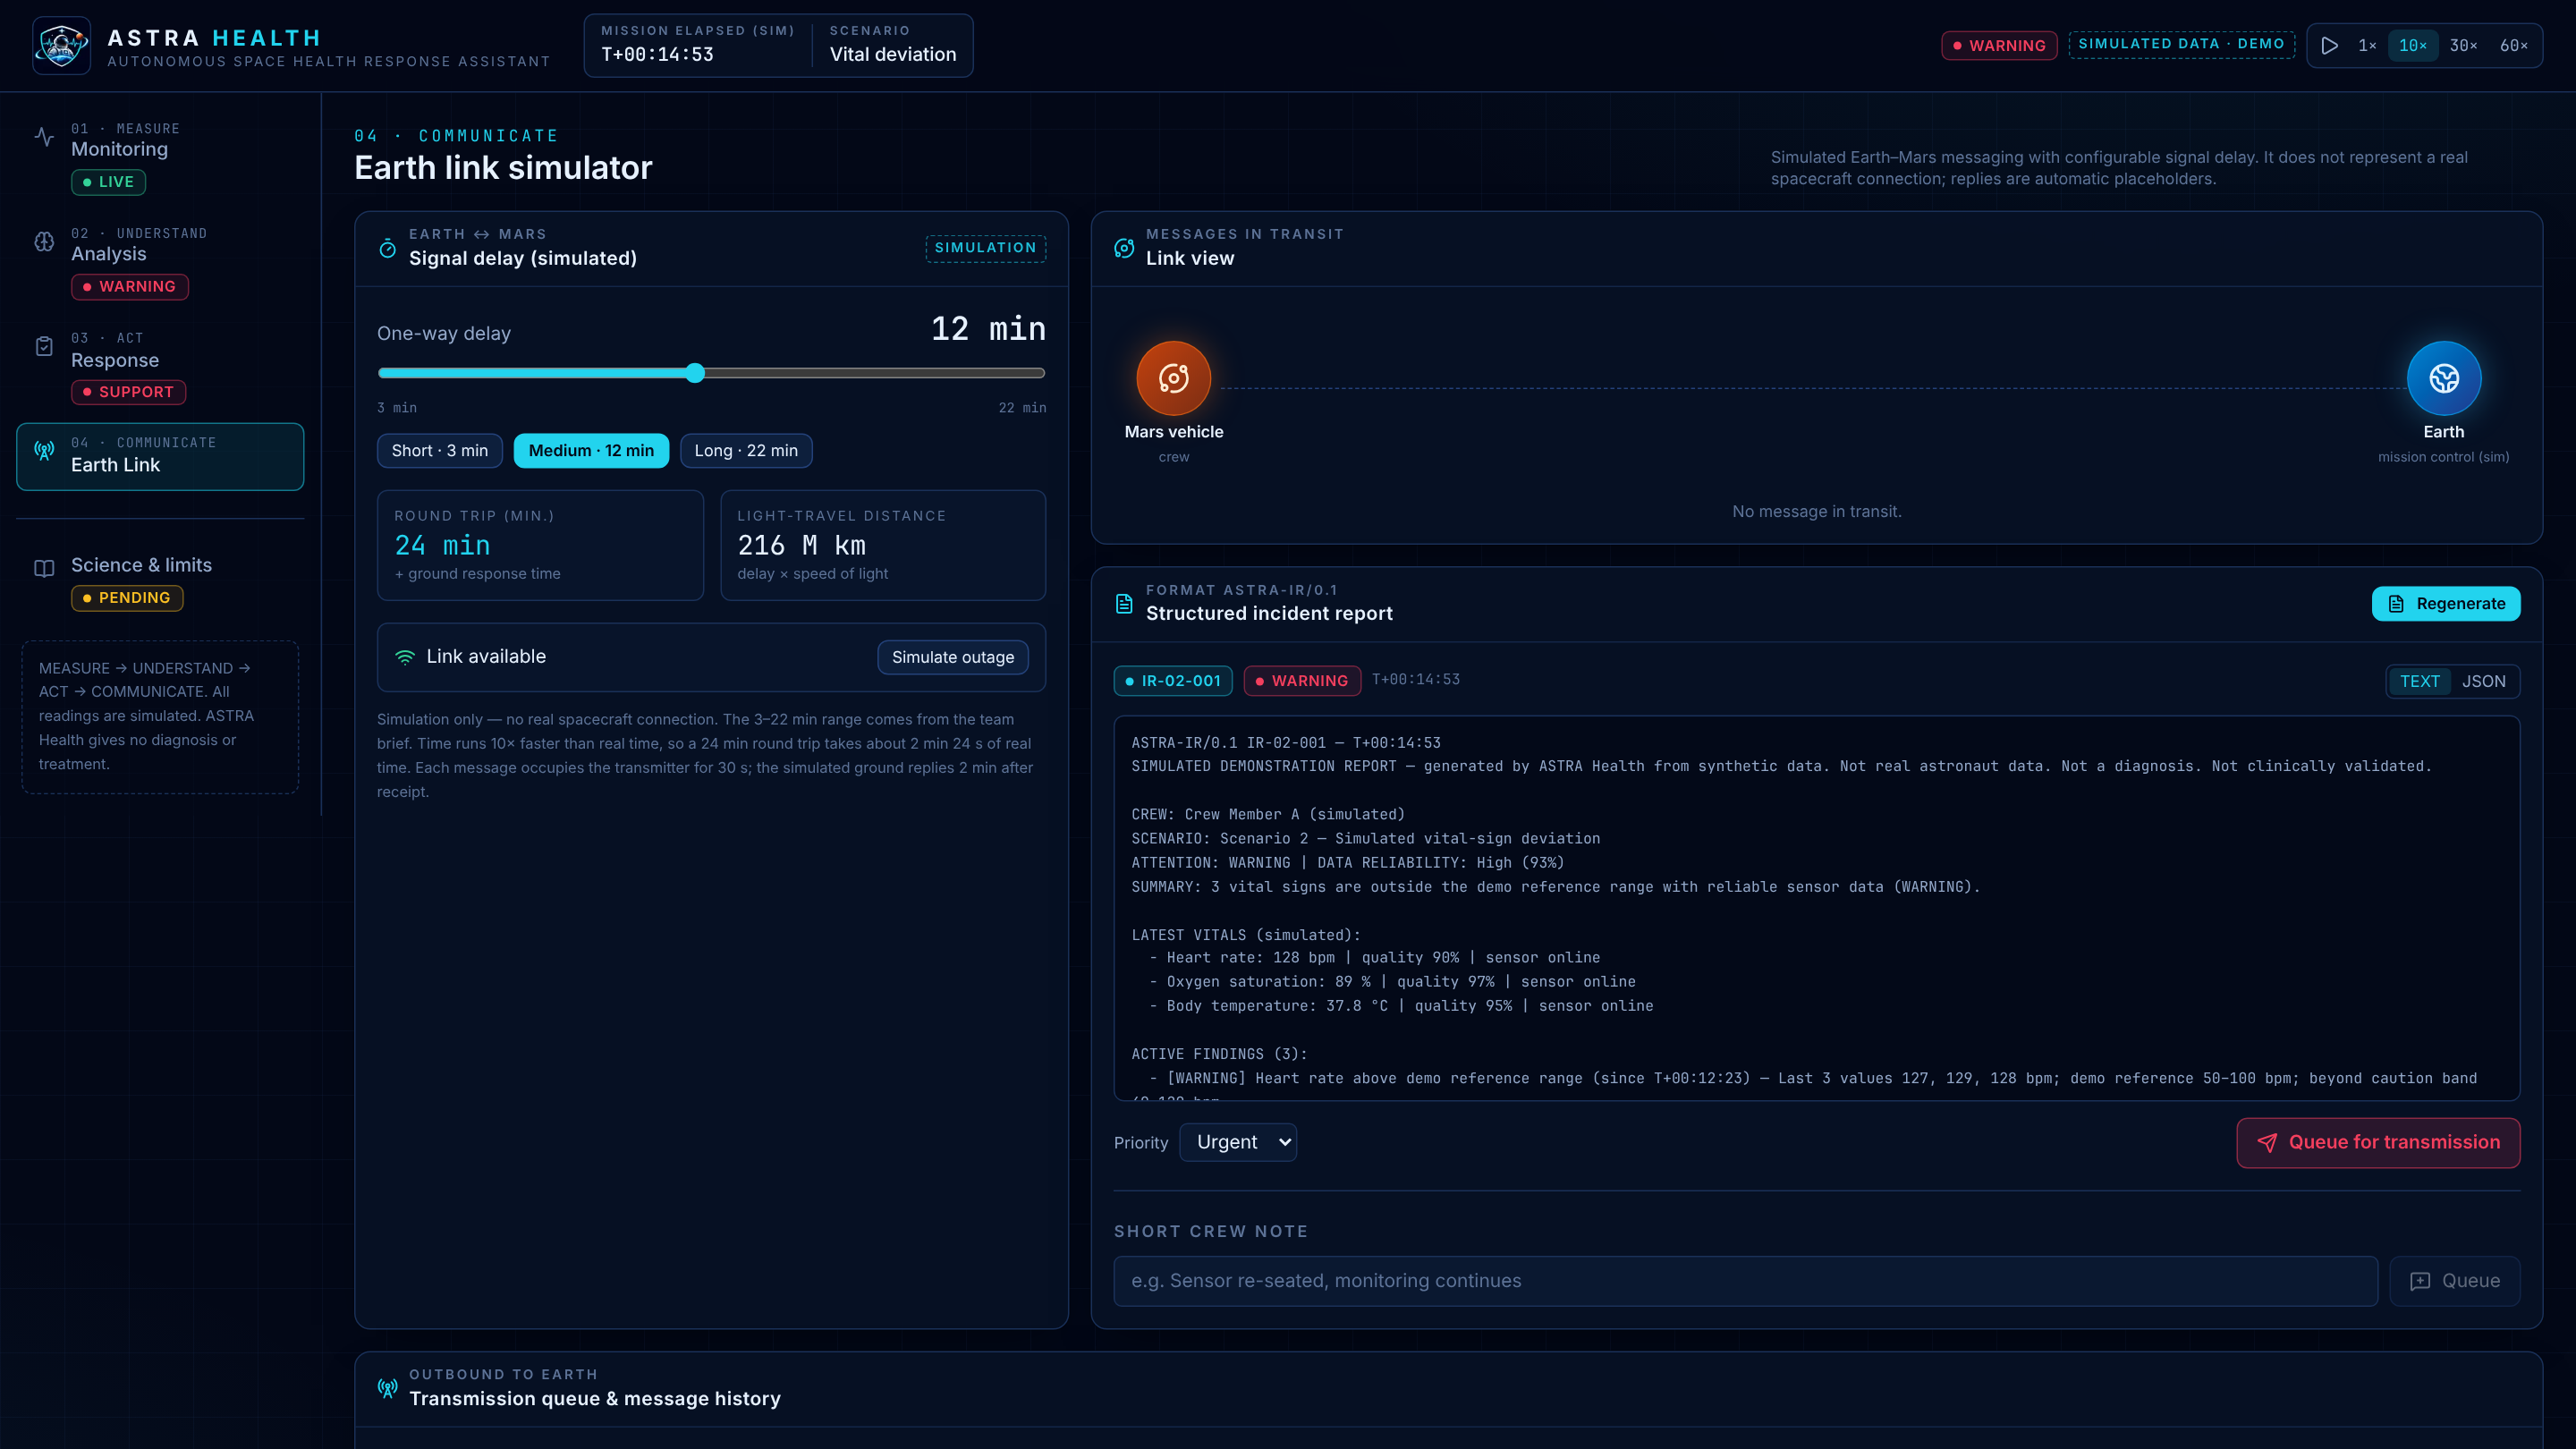 ASTRA HEALTH
AUTONOMOUS SPACE HEALTH RESPONSE ASSISTANT
MISSION ELAPSED (SIM)
T+00:14:53
SCENARIO
Vital deviation
WARNING
SIMULATED DATA · DEMO
1×
10×
30×
60×
01 · MEASURE
Monitoring
LIVE
02 · UNDERSTAND
Analysis
WARNING
03 · ACT
Response
SUPPORT
04 · COMMUNICATE
Earth Link
Science & limits
PENDING
MEASURE → UNDERSTAND →
ACT → COMMUNICATE. All
readings are simulated. ASTRA
Health gives no diagnosis or
treatment.
04 · COMMUNICATE
Earth link simulator
Simulated Earth–Mars messaging with configurable signal delay. It does not represent a real
spacecraft connection; replies are automatic placeholders.
EARTH ↔ MARS
Signal delay (simulated)
SIMULATION
One-way delay
12 min
3 min
22 min
Short · 3 min
Medium · 12 min
Long · 22 min
ROUND TRIP (MIN.)
24 min
+ ground response time
LIGHT-TRAVEL DISTANCE
216 M km
delay × speed of light
Link available
Simulate outage
Simulation only — no real spacecraft connection. The 3–22 min range comes from the team
brief. Time runs 10× faster than real time, so a 24 min round trip takes about 2 min 24 s of real
time. Each message occupies the transmitter for 30 s; the simulated ground replies 2 min after
receipt.
MESSAGES IN TRANSIT
Link view
Mars vehicle
crew
Earth
mission control (sim)
No message in transit.
FORMAT ASTRA-IR/0.1
Structured incident report
Regenerate
IR-02-001
WARNING
T+00:14:53
TEXT
JSON
ASTRA-IR/0.1 IR-02-001 — T+00:14:53
SIMULATED DEMONSTRATION REPORT — generated by ASTRA Health from synthetic data. Not real astronaut data. Not a diagnosis. Not clinically validated.
CREW: Crew Member A (simulated)
SCENARIO: Scenario 2 — Simulated vital-sign deviation
ATTENTION: WARNING | DATA RELIABILITY: High (93%)
SUMMARY: 3 vital signs are outside the demo reference range with reliable sensor data (WARNING).
LATEST VITALS (simulated):
- Heart rate: 128 bpm | quality 90% | sensor online
- Oxygen saturation: 89 % | quality 97% | sensor online
- Body temperature: 37.8 °C | quality 95% | sensor online
ACTIVE FINDINGS (3):
- [WARNING] Heart rate above demo reference range (since T+00:12:23) — Last 3 values 127, 129, 128 bpm; demo reference 50–100 bpm; beyond caution band
Priority
Urgent
Queue for transmission
SHORT CREW NOTE
e.g. Sensor re-seated, monitoring continues
Queue
OUTBOUND TO EARTH
Transmission queue & message history